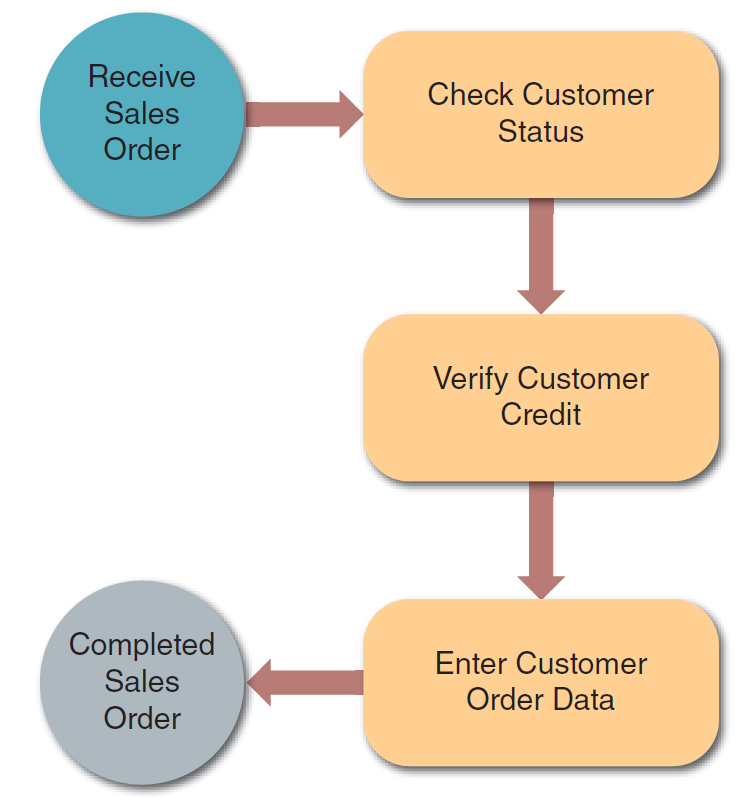 Receive
Sales
Order
Check Customer
Status
Verify Customer
Credit
Enter Customer
Order Data
Completed
Sales
Order